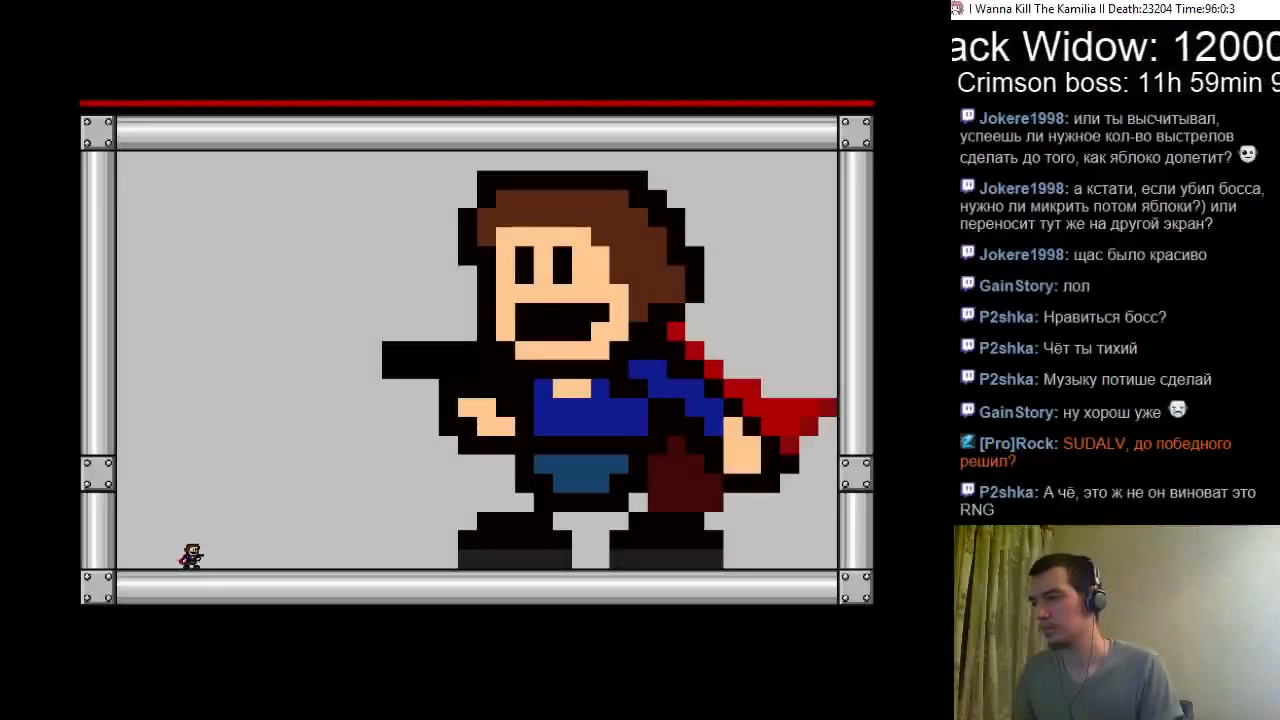 I Wanna Kill The Kamilia II Death:23204 Time:96:0:3
ack Widow: 12000
Crimson boss: 11h 59min 9
Jokere1998: или ты высчитывал,
успеешь ли нужное кол-во выстрелов
сделать до того, как яблоко долетит?
Jokere1998: а кстати, если убил босса,
нужно ли микрить потом яблоки?) или
переносит тут же на другой экран?
Jokere1998: щас было красиво
GainStory: лол
P2shka: Нравиться босс?
P2shka: Чёт ты тихий
P2shka: Музыку потише сделай
GainStory: ну хорош уже
[Pro]Rock: SUDALV, до победного
решил?
P2shka: А чё, это ж не он виноват это
RNG